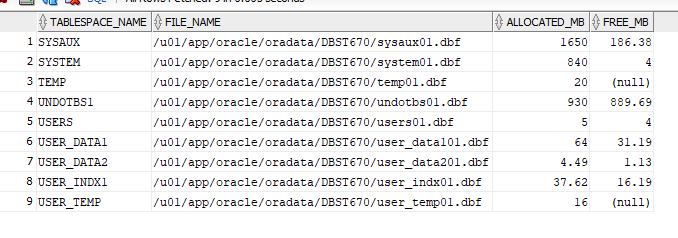 SQL
TABLESPACE_NAME FILE_NAME ALLOCATED_MB FREE_MB
1 SYSAUX /u01/app/oracle/oradata/DBST670/sysaux01.dbf 1650 186.38
2 SYSTEM /u01/app/oracle/oradata/DBST670/system01.dbf 840 4
3 TEMP /u01/app/oracle/oradata/DBST670/temp01.dbf 20 (null)
4 UNDOTBS1 /u01/app/oracle/oradata/DBST670/undotbs01.dbf 930 889.69
5 USERS /u01/app/oracle/oradata/DBST670/users01.dbf 5 4
6 USER_DATA1 /u01/app/oracle/oradata/DBST670/user_data101.dbf 64 31.19
7 USER_DATA2 /u01/app/oracle/oradata/DBST670/user_data201.dbf 4.49 1.13
8 USER_INDX1 /u01/app/oracle/oradata/DBST670/user_indx01.dbf 37.62 16.19
9 USER_TEMP /u01/app/oracle/oradata/DBST670/user_temp01.dbf 16 (null)